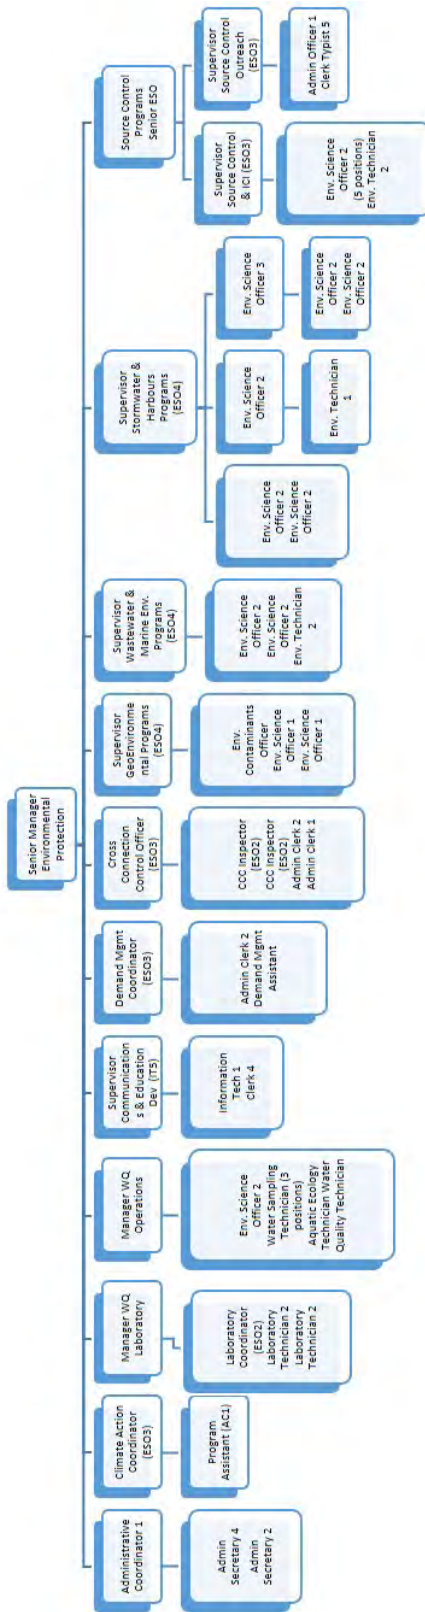 Senior Manager
Environmental
Protection
Administrative
Coordinator 1
Climate Action
Coordinator
(ESO3)
Manager WQ
Laboratory
Manager WQ
Operations
Supervisor
Communication
s & Education
Dev (IT5)
Demand Mgmt
Coordinator
(ESO3)
Cross
Connection
Control Officer
(ESO3)
Supervisor
GeoEnvironme
ntal Programs
(ESO4)
Supervisor
Wastewater &
Marine Env.
Programs
(ESO4)
Supervisor
Stormwater &
Harbours
Programs
(ESO4)
Source Control
Programs
Senior ESO
Admin
Secretary 4
Admin
Secretary 2
Program
Assistant (AC1)
Laboratory
Coordinator
(ESO2)
Laboratory
Technician 2
Laboratory
Technician 2
Env. Science
Officer 2
Water Sampling
Technician (3
positions)
Aquatic Ecology
Technician Water
Quality Technician
Information
Tech 1
Clerk 4
Admin Clerk 2
Demand Mgmt
Assistant
CCC Inspector
(ESO2)
CCC Inspector
(ESO2)
Admin Clerk 2
Admin Clerk 1
Env.
Contaminants
Officer
Env. Science
Officer 1
Env. Science
Officer 1
Env. Science
Officer 2
Env. Science
Officer 2
Env. Technician
2
Env. Science
Officer 2
Env. Science
Officer 2
Env. Science
Officer 2
Env. Technician
1
Env. Science
Officer 3
Env. Science
Officer 2
Env. Science
Officer 2
Supervisor
Source Control
& ICI (ESO3)
Env. Science
Officer 2
(5 positions)
Env. Technician
2
Supervisor
Source Control
Outreach
(ESO3)
Admin Officer 1
Clerk Typist 5